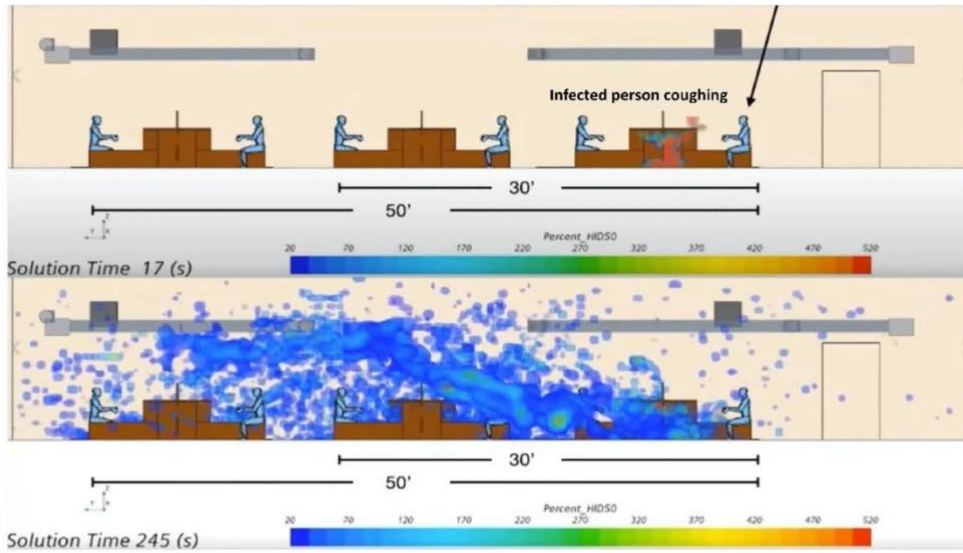 Infected person coughing
30'
50'
Percent_HID50
20 70 120 170 220 270 320 370 420 470 520
Solution Time 17 (s)
30'
50'
Percent_HID50
20 70 120 170 220 270 320 370 420 470 520
Solution Time 245 (s)